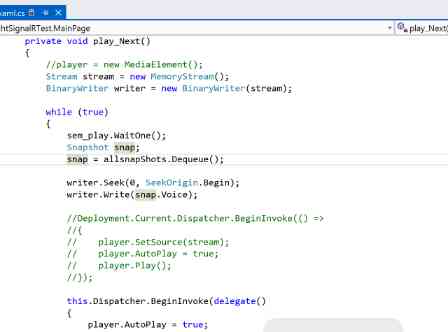 xaml.cs
htSignalRTest.MainPage
play_Next(
private void play_Next()
{
//player = new MediaElement();
Stream stream = new MemoryStream();
BinaryWriter writer = new BinaryWriter(stream);
while (true)
{
sem_play.WaitOne();
Snapshot snap;
snap = allsnapShots.Dequeue();
writer.Seek(0, SeekOrigin.Begin);
writer.Write(snap.Voice);
//Deployment.Current.Dispatcher.BeginInvoke(() =>
//{
//    player.SetSource(stream);
//    player.AutoPlay = true;
//    player.Play();
//});
this.Dispatcher.BeginInvoke(delegate()
{
player.AutoPlay = true;